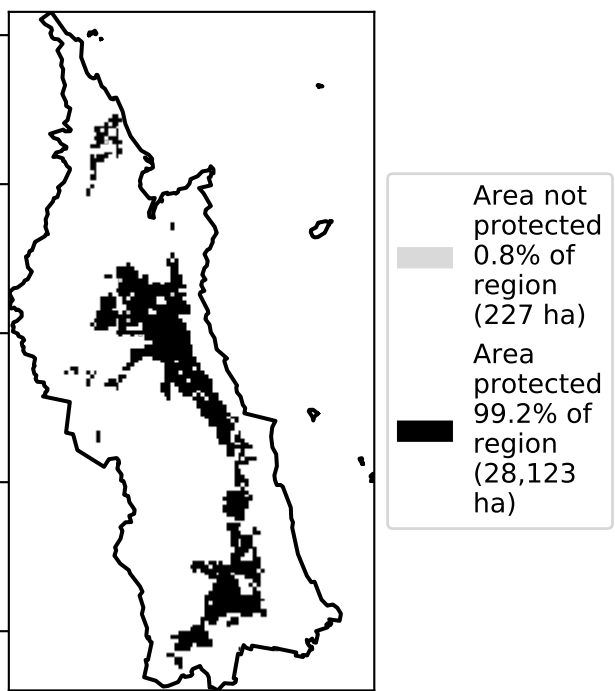 Area not
protected
0.8% of
region
(227 ha)
Area
protected
99.2% of
region
(28,123
ha)